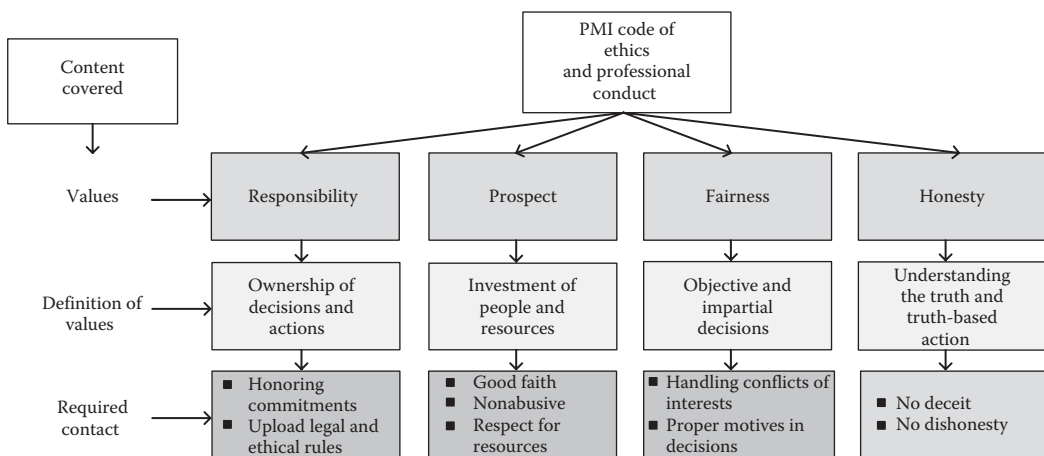 PMI code of
ethics
and professional
conduct
Content
covered
Values
Responsibility
Prospect
Fairness
Honesty
Definition of
values
Ownership of
decisions and
actions
Investment of
people and
resources
Objective and
impartial
decisions
Understanding
the truth and
truth-based
action
Required
contact
■ Honoring
commitments
■ Upload legal and
ethical rules
■ Good faith
■ Nonabusive
■ Respect for
resources
■ Handling conflicts of
interests
■ Proper motives in
decisions
■ No deceit
■ No dishonesty